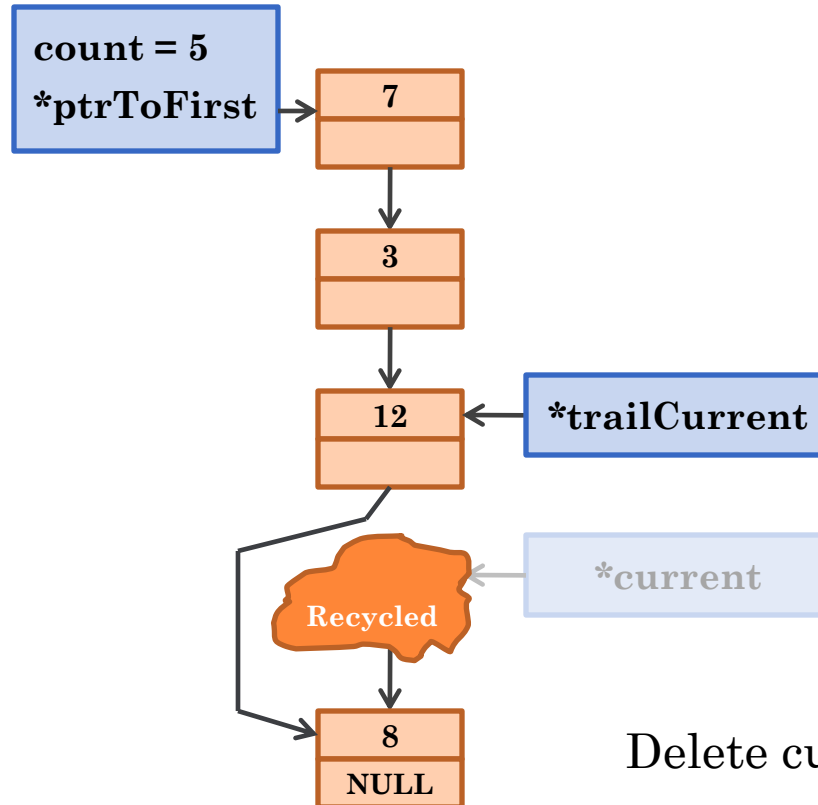 count = 5
*ptrToFirst
7
3
12
*trailCurrent
*current
Recycled
8
NULL
Delete